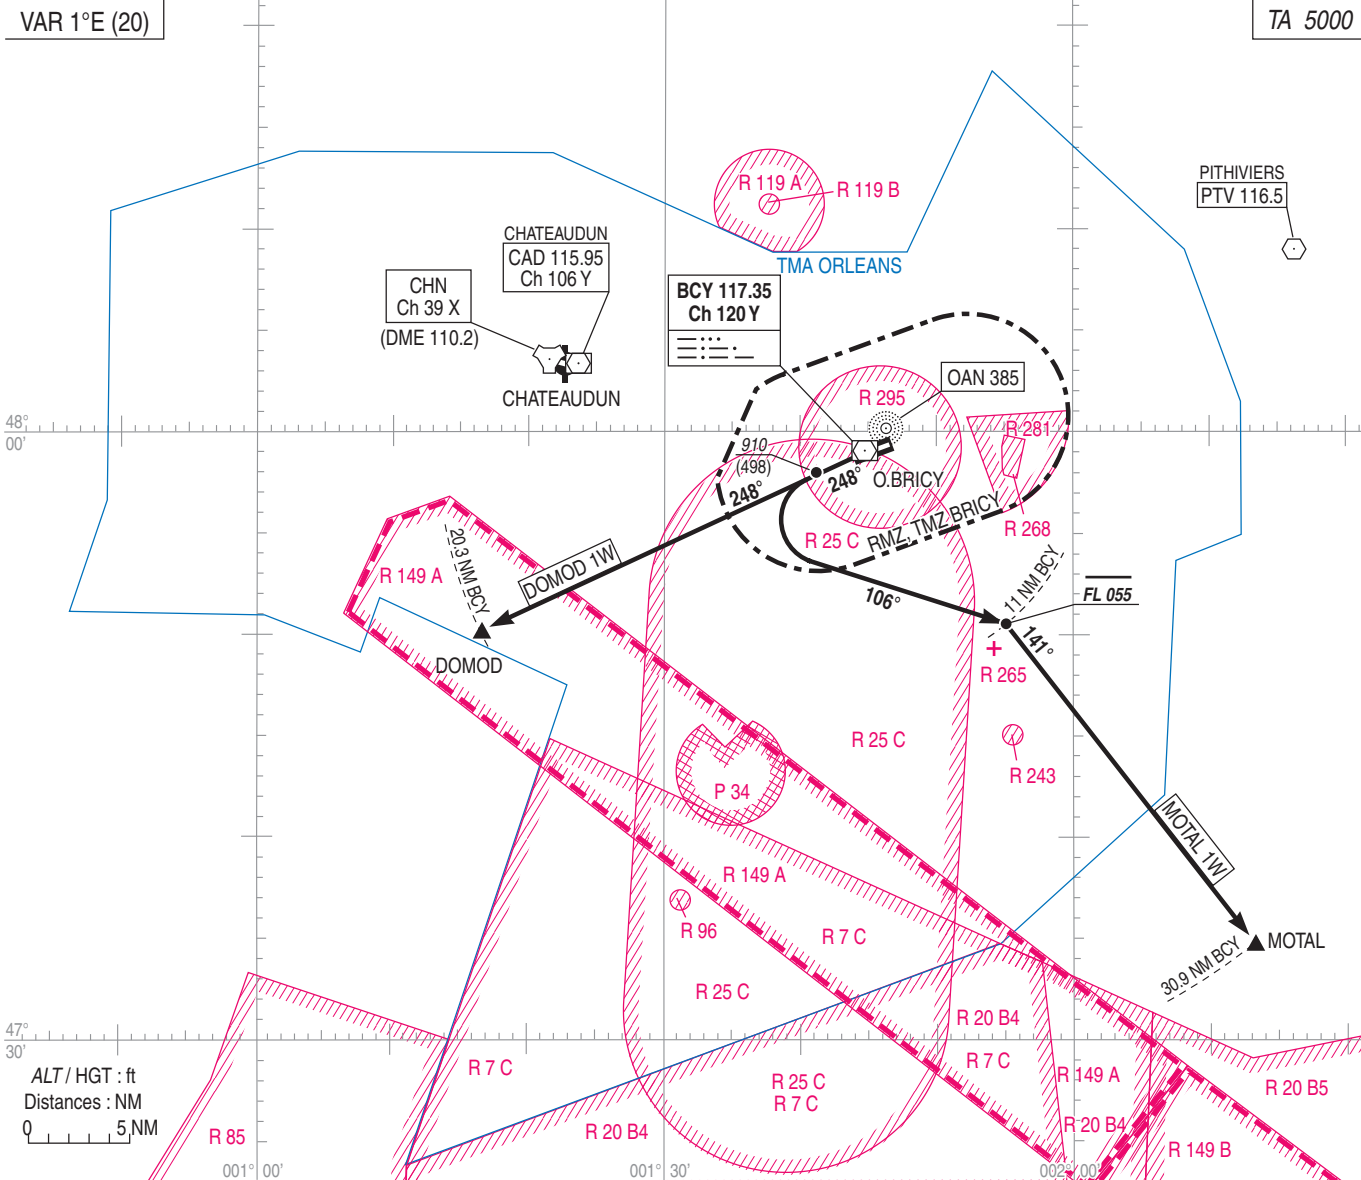 VAR 1°E (20)
TA 5000
R 119 A
R 119 B
PITHIVIERS
PTV 116.5
CHATEAUDUN
CAD 115.95
Ch 106 Y
TMA ORLEANS
CHN
Ch 39 X
(DME 110.2)
BCY 117.35
Ch 120 Y
CHATEAUDUN
OAN 385
R 295
48°
00'
R 281
910
(498)
248°
248°
O.BRICY
RMZ, TMZ BRICY
R 268
R 25 C
20.3 NM BCY
DOMOD 1W
R 149 A
106°
11 NM BCY
FL 055
141°
DOMOD
R 265
R 25 C
R 243
P 34
MOTAL 1W
R 149 A
R 96
R 7 C
MOTAL
30.9 NM BCY
R 25 C
R 20 B4
47°
30'
R 7 C
R 7 C
R 149 A
R 25 C
R 7 C
R 20 B5
ALT / HGT : ft
Distances : NM
0 5 NM
R 85
R 20 B4
R 20 B4
R 149 B
001° 00'
001° 30'
002° 00'